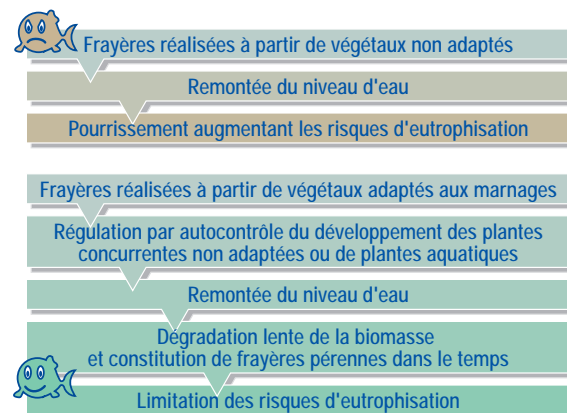 Frayères réalisées à partir de végétaux non adaptés
Remontée du niveau d'eau
Pourrissement augmentant les risques d'eutrophisation
Frayères réalisées à partir de végétaux adaptés aux marnages
Régulation par autocontrôle du développement des plantes
concurrentes non adaptées ou de plantes aquatiques
Remontée du niveau d'eau
Dégradation lente de la biomasse
et constitution de frayères pérennes dans le temps
Limitation des risques d'eutrophisation